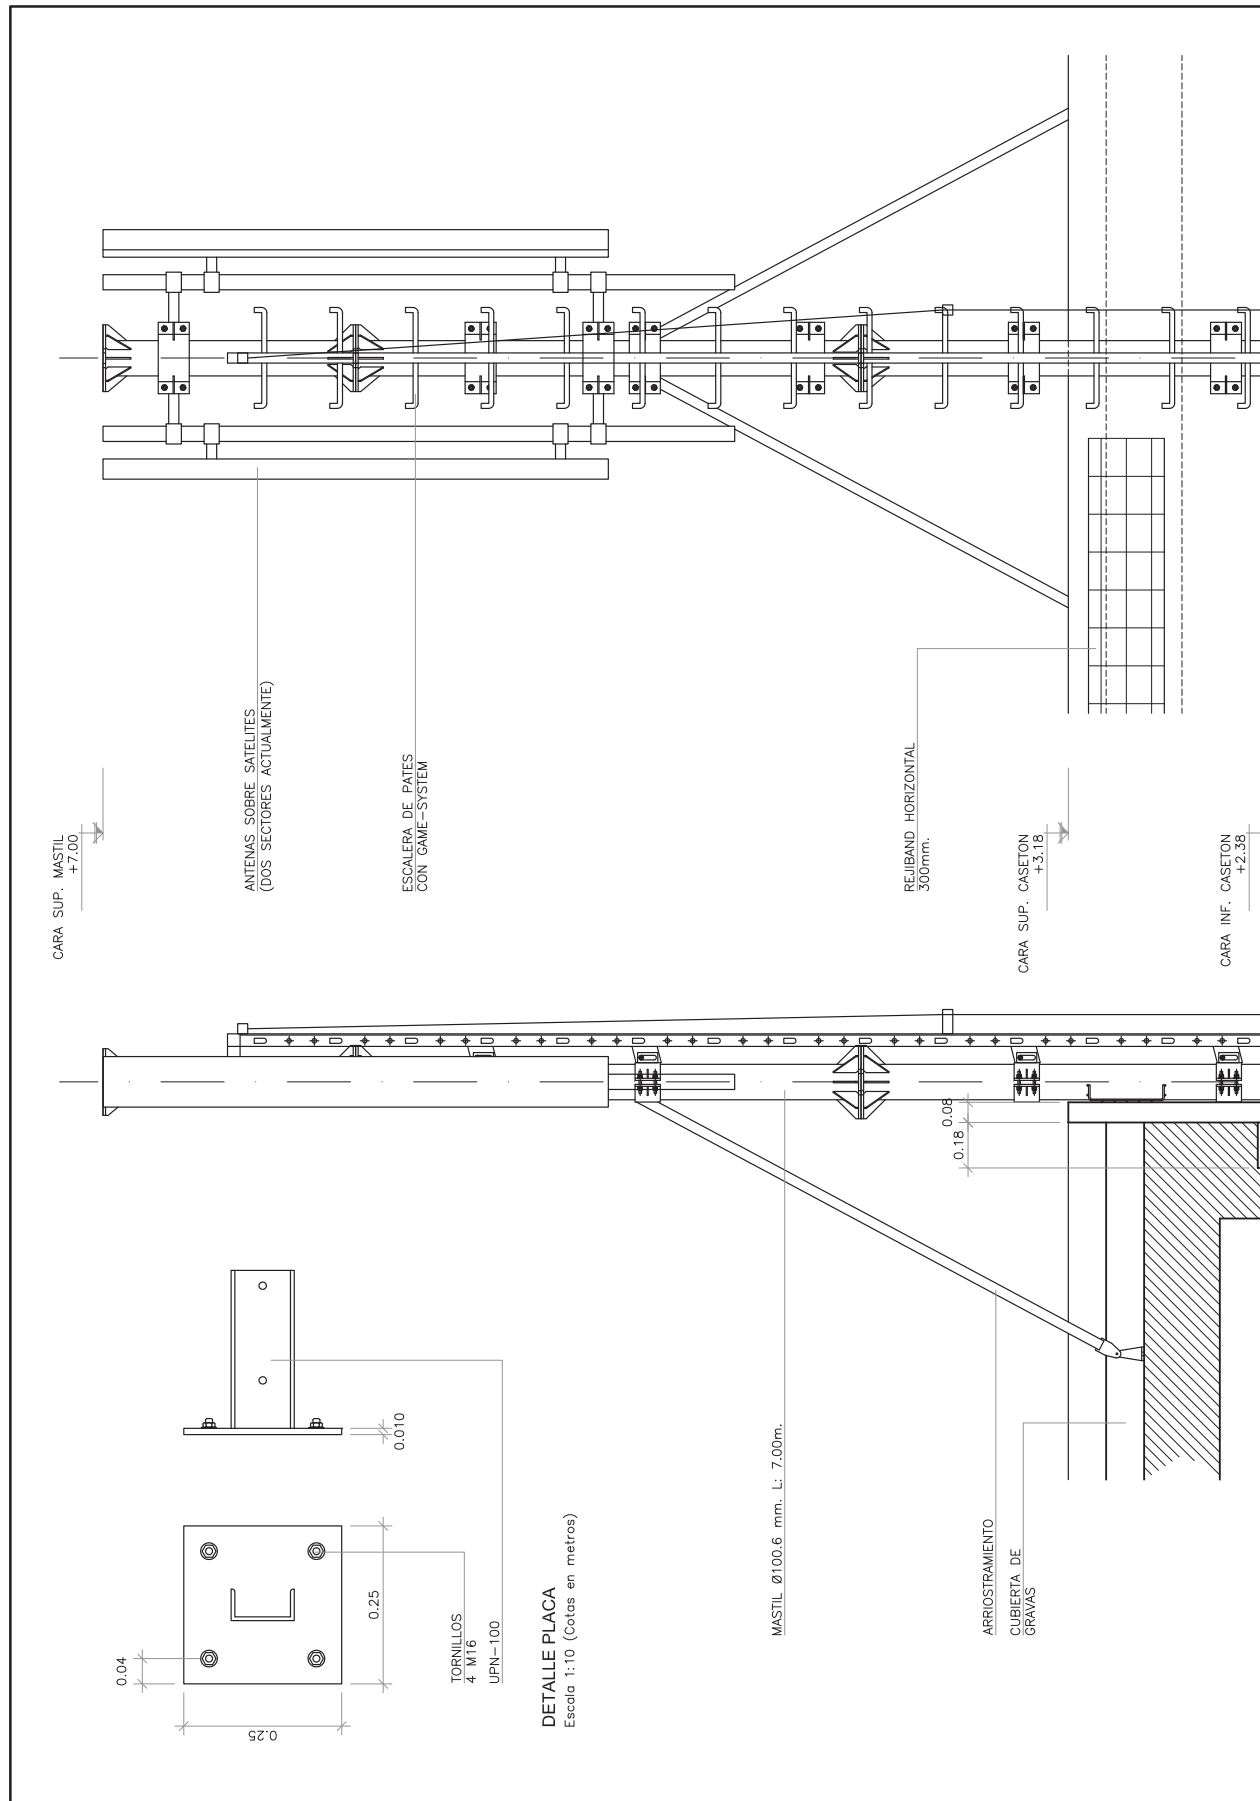 CARA SUP. MASTIL
+7.00
ANTENAS SOBRE SATELITES
(DOS SECTORES ACTUALMENTE)
ESCALERA DE PATES
CON GAME-SYSTEM
REJIBAND HORIZONTAL
300mm.
CARA SUP. CASETON
+3.18
CARA INF. CASETON
+2.38
0.08
0.18
MASTIL Ø100.6 mm. L: 7.00m.
ARRIOSTRAMIENTO
CUBIERTA DE
GRAVAS
0.010
0.04
0.25
0.25
TORNILLOS
4 M16
UPN-100
DETALLE PLACA
Escala 1:10 (Cotas en metros)